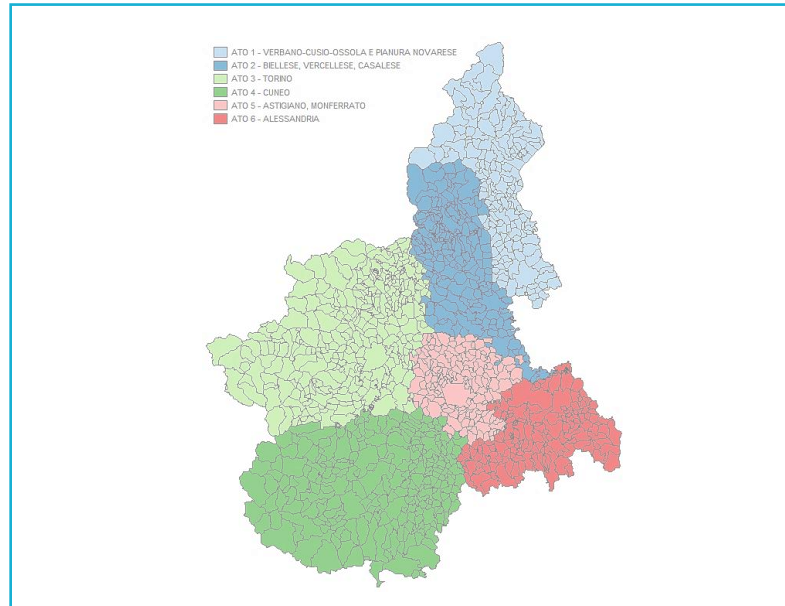 ATO 1 - VERBANO-CUSIO-OSSOLA E PIANURA NOVARESE
ATO 2 - BIELLESE, VERCELLESE, CASALESE
ATO 3 - TORINO
ATO 4 - CUNEO
ATO 5 - ASTIGIANO, MONFERRATO
ATO 6 - ALESSANDRIA